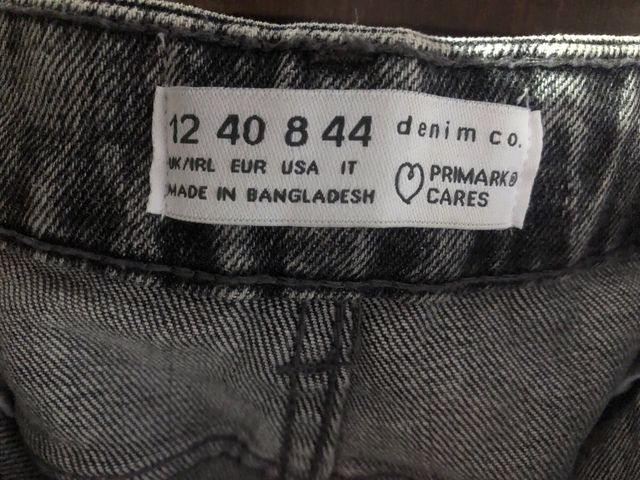 12 40 8 44 denim co.
UK/IRL EUR USA IT
PRIMARK®
MADE IN BANGLADESH CARES